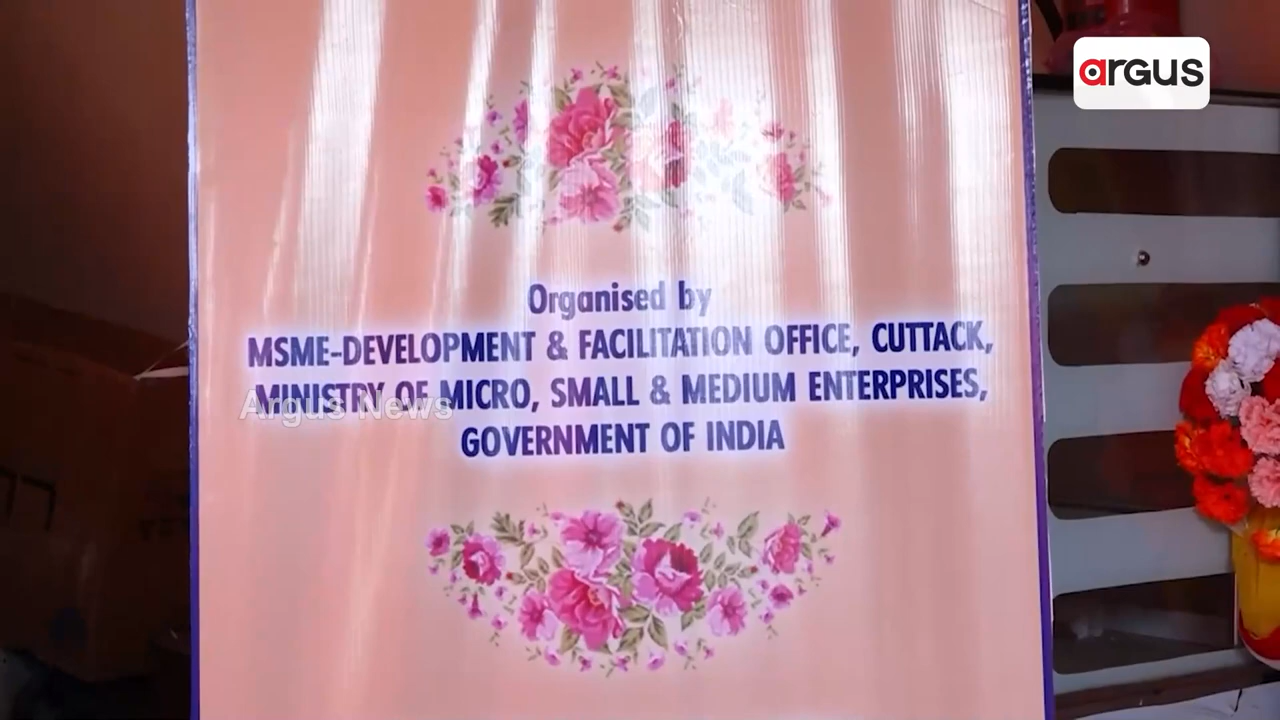 argus
Organised by
MSME-DEVELOPMENT & FACILITATION OFFICE, CUTTACK,
MINISTRY OF MICRO, SMALL & MEDIUM ENTERPRISES,
Argus News
GOVERNMENT OF INDIA